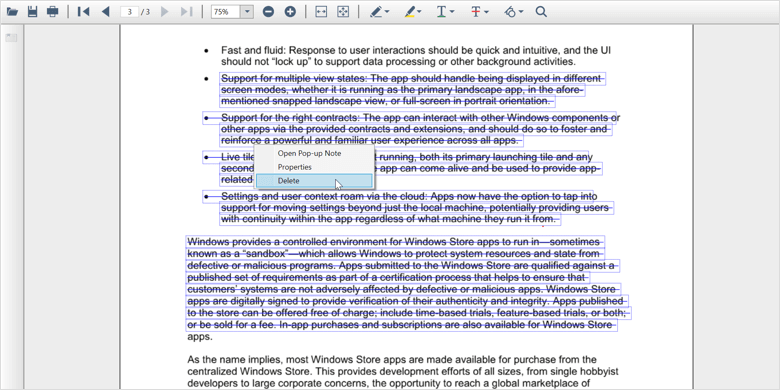 3 / 3
75%
• Fast and fluid: Response to user interactions should be quick and intuitive, and the UI
should not “lock up” to support data processing or other background activities.
• Support for multiple view states: The app should handle being displayed in different
screen modes, whether it is running as the primary landscape app, in the afore-
mentioned snapped landscape view, or full-screen in portrait orientation.
• Support for the right contracts: The app can interact with other Windows components or
other apps via the provided contracts and extensions, and should do so to foster and
reinforce a powerful and familiar user experience across all apps.
• Live tile running, both its primary launching tile and any
second app can come alive and be used to provide app-
related
Open Pop-up Note
Properties
Delete
• Settings and user context roam via the cloud: Apps now have the option to tap into
support for moving settings beyond just the local machine, potentially providing users
with continuity within the app regardless of what machine they run it from.
Windows provides a controlled environment for Windows Store apps to run in—sometimes
known as a “sandbox”—which allows Windows to protect system resources and state from
defective or malicious programs. Apps submitted to the Windows Store are qualified against a
published set of requirements as part of a certification process that helps to ensure that
customers’ systems are not adversely affected by defective or malicious apps. Windows Store
apps are digitally signed to provide verification of their authenticity and integrity. Apps published
to the store can be offered free of charge; include time-based trials, feature-based trials, or both;
or be sold for a fee. In-app purchases and subscriptions are also available for Windows Store
apps.
As the name implies, most Windows Store apps are made available for purchase from the
centralized Windows Store. This provides development efforts of all sizes, from single hobbyist
developers to large corporate concerns, the opportunity to reach a global marketplace of